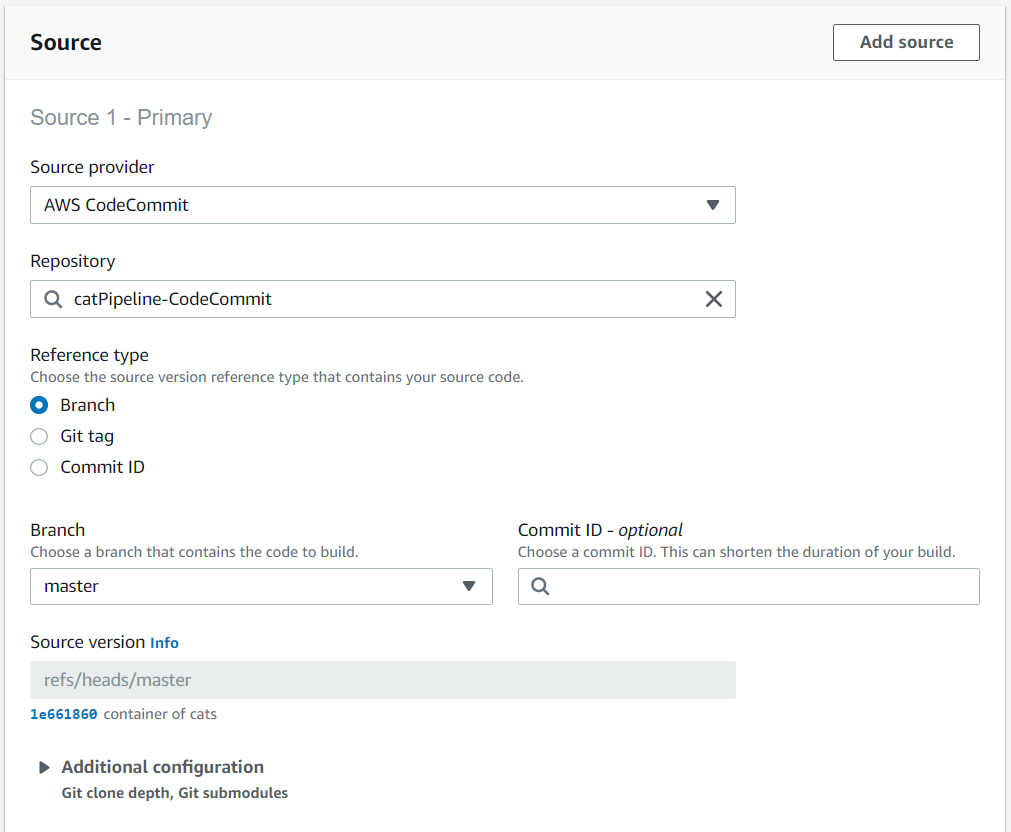 Source
Add source
Source 1 - Primary
Source provider
AWS CodeCommit
Repository
catPipeline-CodeCommit
Reference type
Choose the source version reference type that contains your source code.
Branch
Git tag
Commit ID
Branch
Choose a branch that contains the code to build.
master
Commit ID - optional
Choose a commit ID. This can shorten the duration of your build.
Source version Info
refs/heads/master
1e661860 container of cats
Additional configuration
Git clone depth, Git submodules